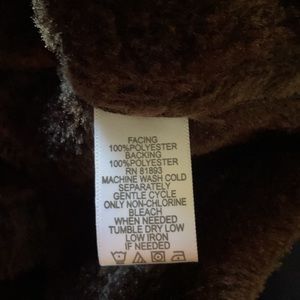 FACING
100%POLYESTER
BACKING
100%POLYESTER
RN 81893
MACHINE WASH COLD
SEPARATELY
GENTLE CYCLE
ONLY NON-CHLORINE
BLEACH
WHEN NEEDED
TUMBLE DRY LOW
LOW IRON
IF NEEDED